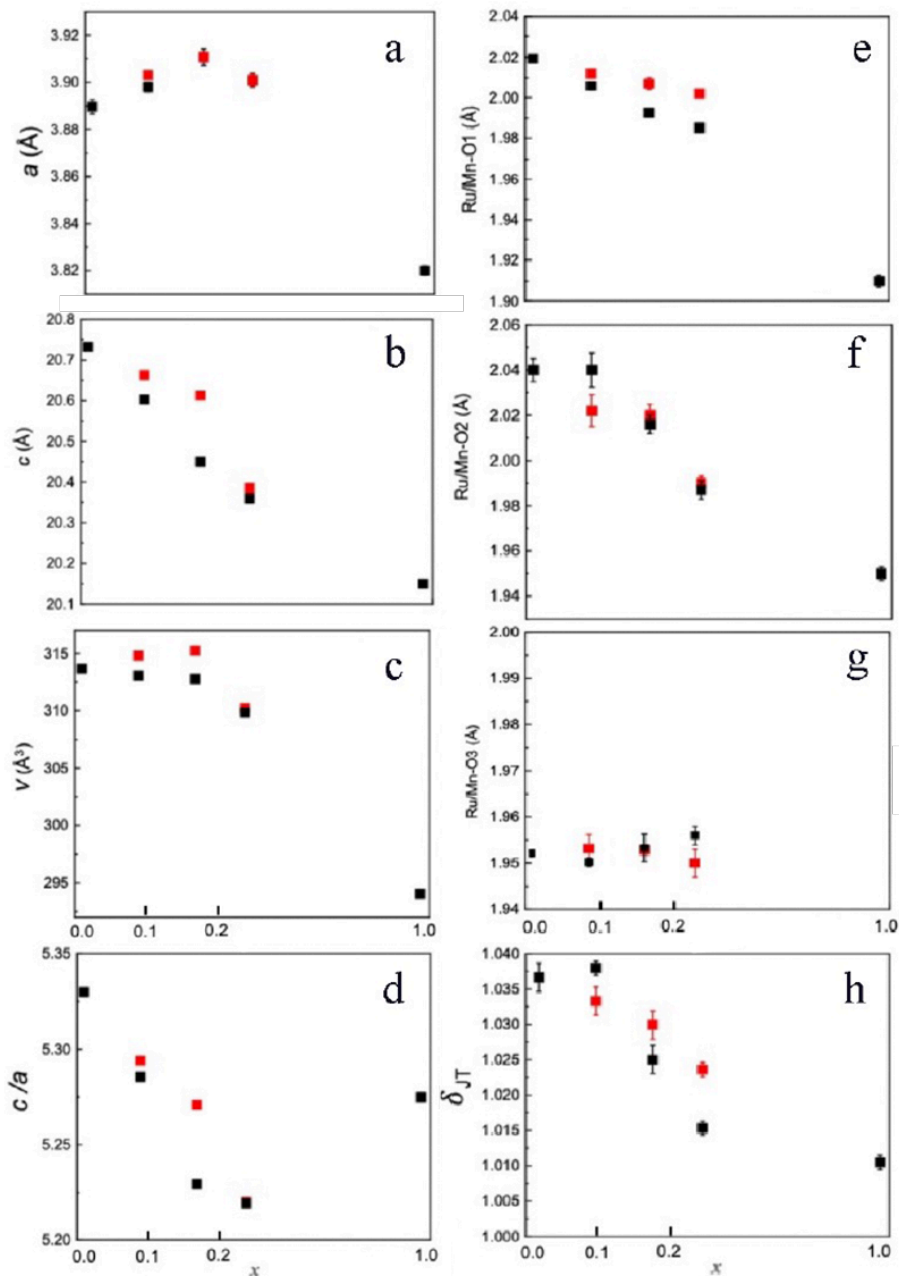 a
3.92
3.90
3.88
3.86
3.84
3.82
a (Å)
b
20.8
20.7
20.6
20.5
20.4
20.3
20.2
20.1
c (Å)
c
315
310
305
300
295
V (Å³)
0.0 0.1 0.2 1.0
d
5.35
5.30
5.25
5.20
c/a
0.0 0.1 0.2 1.0
x
e
2.04
2.02
2.00
1.98
1.96
1.94
1.92
1.90
Ru/Mn-O1 (Å)
f
2.06
2.04
2.02
2.00
1.98
1.96
1.94
Ru/Mn-O2 (Å)
g
2.00
1.99
1.98
1.97
1.96
1.95
1.94
Ru/Mn-O3 (Å)
0.0 0.1 0.2 1.0
h
1.040
1.035
1.030
1.025
1.020
1.015
1.010
1.005
1.000
δJT
0.0 0.1 0.2 1.0
x